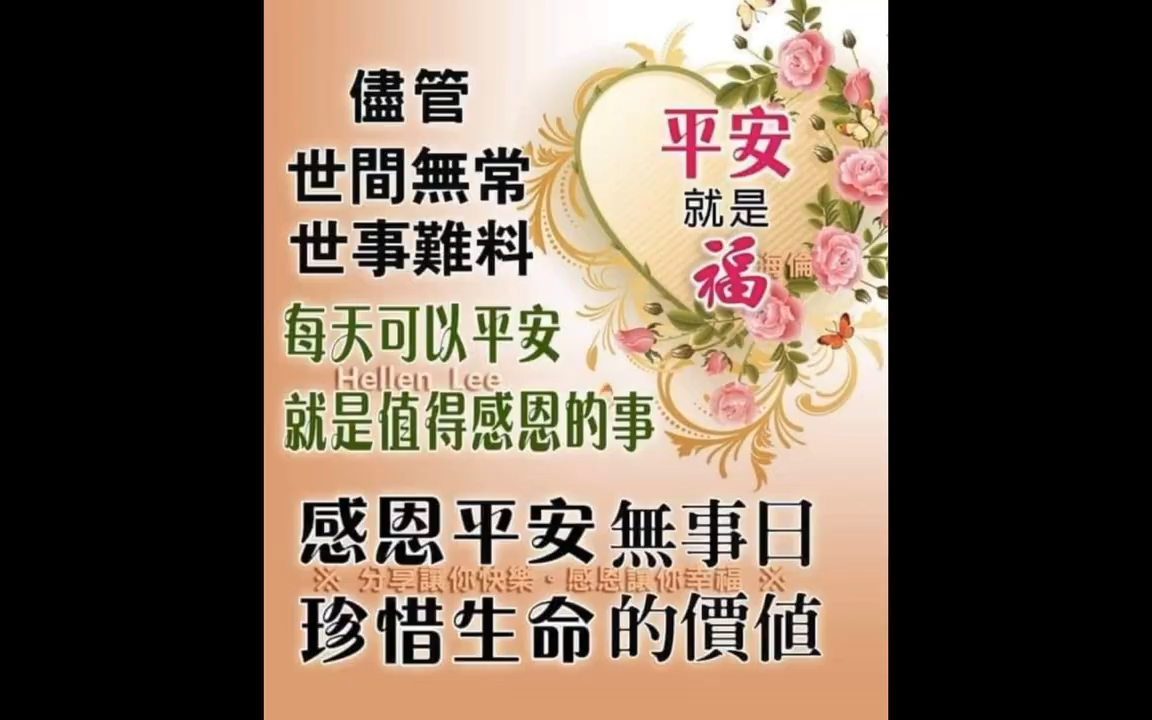 儘管
世間無常
世事難料
平安
就是
福
海倫
每天可以平安
Hellen Lee
就是值得感恩的事
感恩平安無事日
※ 分享讓你快樂・感恩讓你幸福 ※
珍惜生命的價值